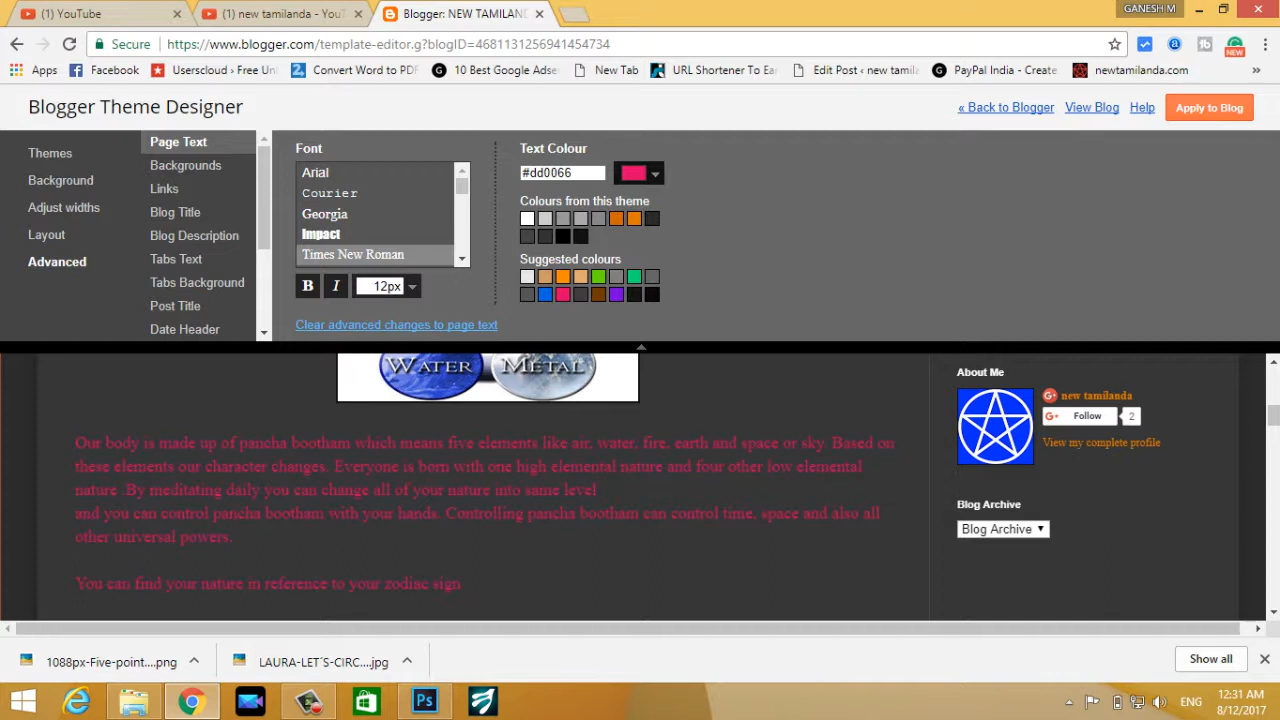 (1) YouTube
(1) new tamilanda - YouT
Blogger: NEW TAMILAND
GANESH M
Secure
https://www.blogger.com/template-editor.g?blogID=4681131256941454734
NEW
Apps
Facebook
Userscloud › Free Unl
Convert Word to PDF
10 Best Google Adse
New Tab
URL Shortener To Ear
Edit Post ‹ new tamila
PayPal India - Create
newtamilanda.com
»
Blogger Theme Designer
« Back to Blogger
View Blog
Help
Apply to Blog
Themes
Background
Adjust widths
Layout
Advanced
Page Text
Backgrounds
Links
Blog Title
Blog Description
Tabs Text
Tabs Background
Post Title
Date Header
Font
Arial
Courier
Georgia
Impact
Times New Roman
B
I
12px
Clear advanced changes to page text
Text Colour
#dd0066
Colours from this theme
Suggested colours
WATER
METAL
Our body is made up of pancha bootham which means five elements like air, water, fire, earth and space or sky. Based on
these elements our character changes. Everyone is born with one high elemental nature and four other low elemental
nature .By meditating daily you can change all of your nature into same level
and you can control pancha bootham with your hands. Controlling pancha bootham can control time, space and also all
other universal powers.
You can find your nature in reference to your zodiac sign
About Me
new tamilanda
G+ Follow 2
View my complete profile
Blog Archive
Blog Archive
1088px-Five-point....png
LAURA-LET´S-CIRC....jpg
Show all
Ps
ENG
12:31 AM
8/12/2017